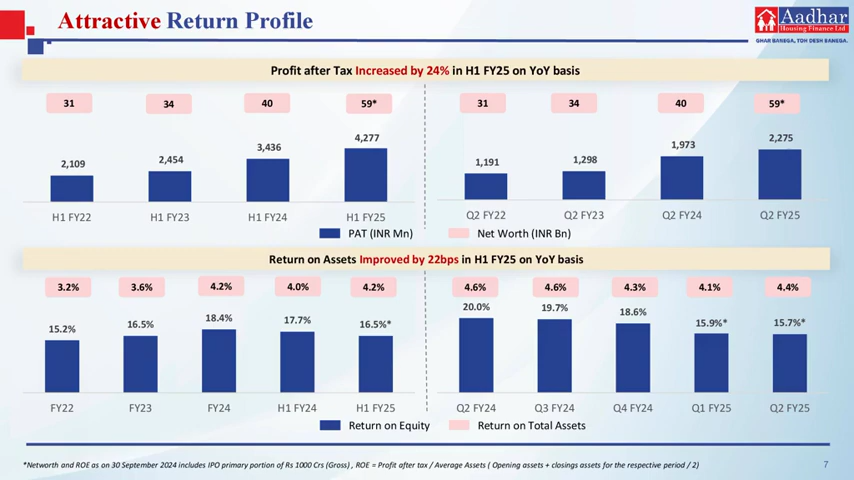 Attractive Return Profile
Aadhar
Housing Finance Ltd
GHAR BANEGA, TOH DESH BANEGA.
Profit after Tax Increased by 24% in H1 FY25 on YoY basis
31 34 40 59* 31 34 40 59*
2,109 2,454 3,436 4,277 1,191 1,298 1,973 2,275
H1 FY22 H1 FY23 H1 FY24 H1 FY25 Q2 FY22 Q2 FY23 Q2 FY24 Q2 FY25
PAT (INR Mn) Net Worth (INR Bn)
Return on Assets Improved by 22bps in H1 FY25 on YoY basis
3.2% 3.6% 4.2% 4.0% 4.2% 4.6% 4.6% 4.3% 4.1% 4.4%
15.2% 16.5% 18.4% 17.7% 16.5%* 20.0% 19.7% 18.6% 15.9%* 15.7%*
FY22 FY23 FY24 H1 FY24 H1 FY25 Q2 FY24 Q3 FY24 Q4 FY24 Q1 FY25 Q2 FY25
Return on Equity Return on Total Assets
*Networth and ROE as on 30 September 2024 includes IPO primary portion of Rs 1000 Crs (Gross) , ROE = Profit after tax / Average Assets ( Opening assets + closings assets for the respective period / 2)
7